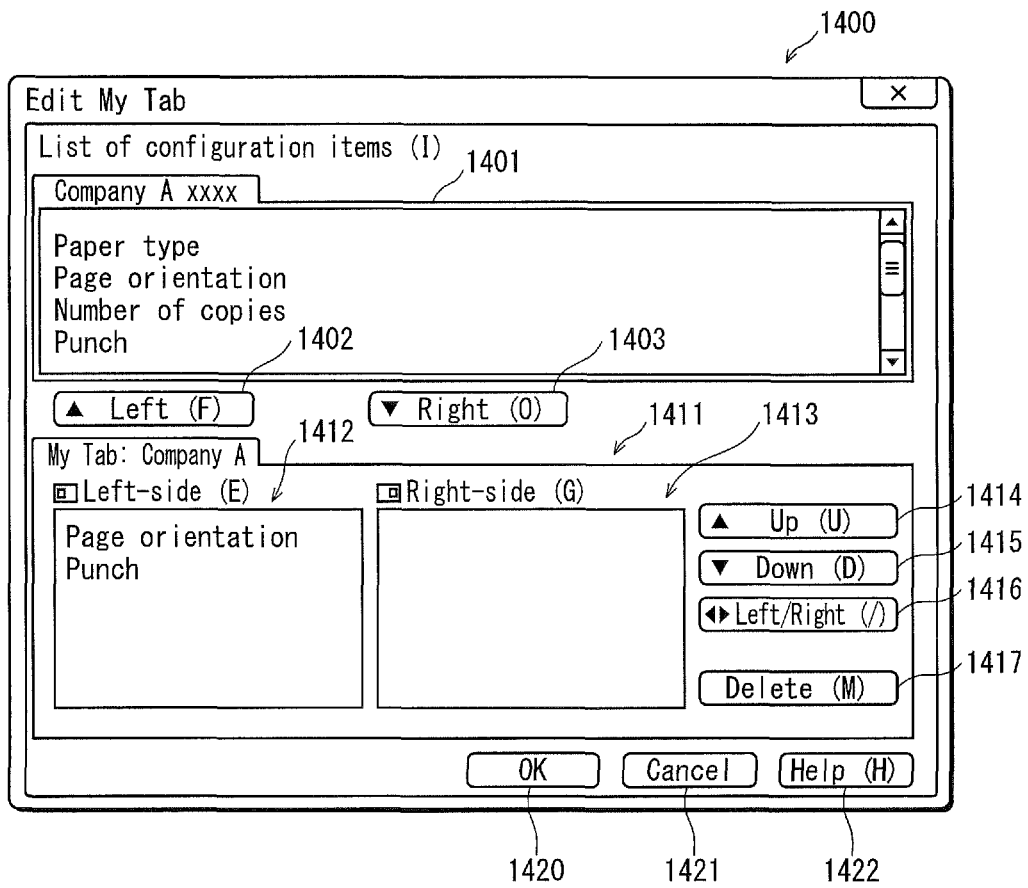 1400
Edit My Tab ×
List of configuration items (I)
1401
Company A xxxx
Paper type
Page orientation
Number of copies
Punch
1402
1403
▲ Left (F)
▼ Right (O)
1411
1413
1412
My Tab: Company A
Left-side (E)
Right-side (G)
Page orientation
Punch
▲ Up (U)
1414
▼ Down (D)
1415
◀▶ Left/Right (/)
1416
Delete (M)
1417
OK
Cancel
Help (H)
1420
1421
1422